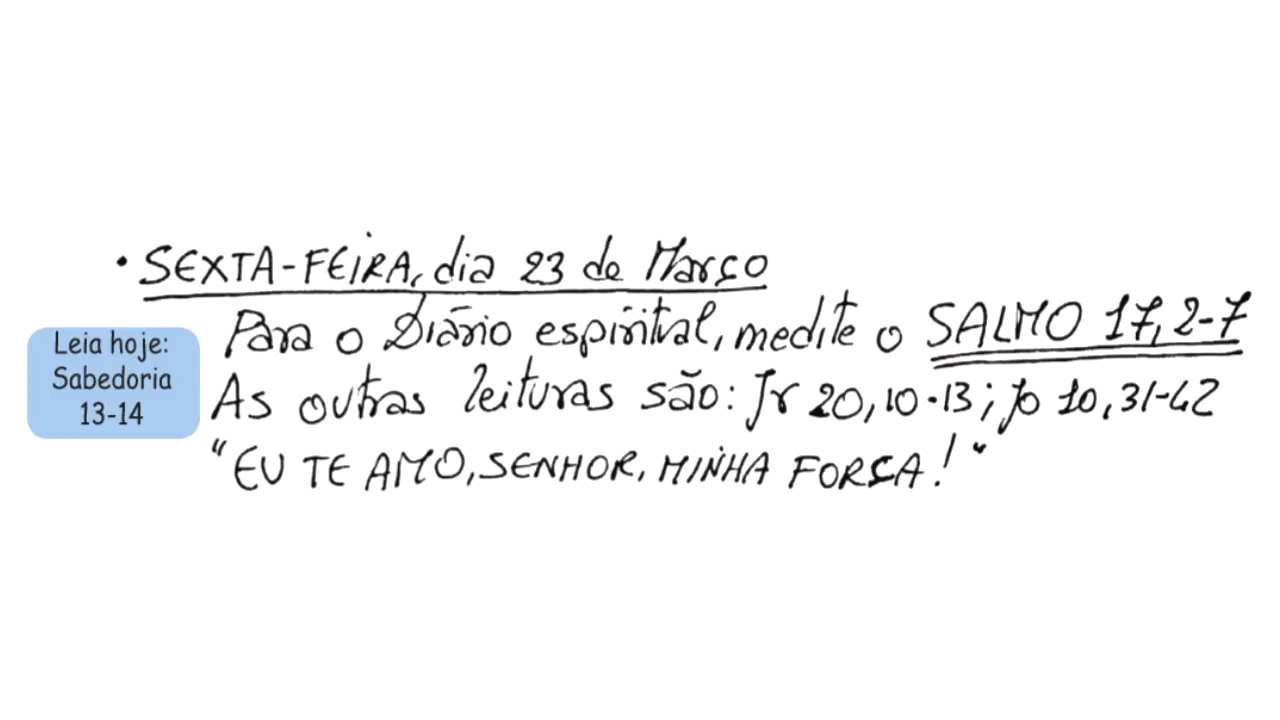 • SEXTA-FEIRA, dia 23 de Março
Para o Diário espiritual, medite o SALMO 17, 2-7
Leia hoje:
Sabedoria
13-14
As outras leituras são: Jr 20, 10-13; Jo 10, 31-42
"EU TE AMO, SENHOR, MINHA FORÇA!"